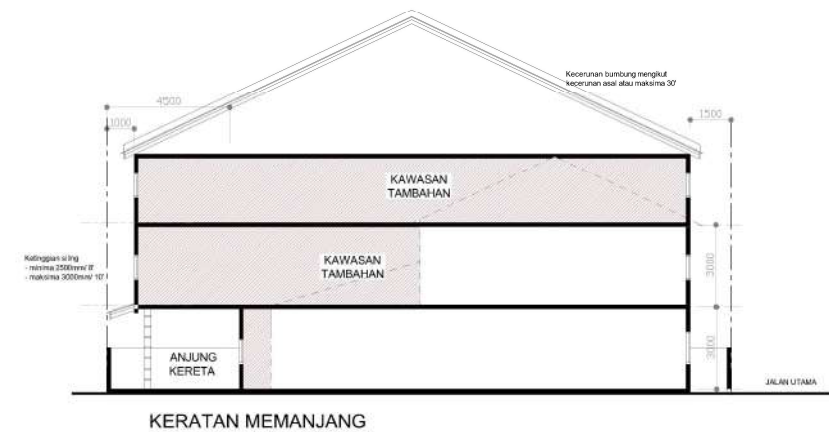 Kecerunan bumbung mengikut
kecerunan asal atau maksima 30'
4500
1000
1500
KAWASAN
TAMBAHAN
Ketinggian siling
- minima 2500mm/ 8'
- maksima 3000mm/ 10'
KAWASAN
TAMBAHAN
3000
3000
ANJUNG
KERETA
JALAN UTAMA
KERATAN MEMANJANG